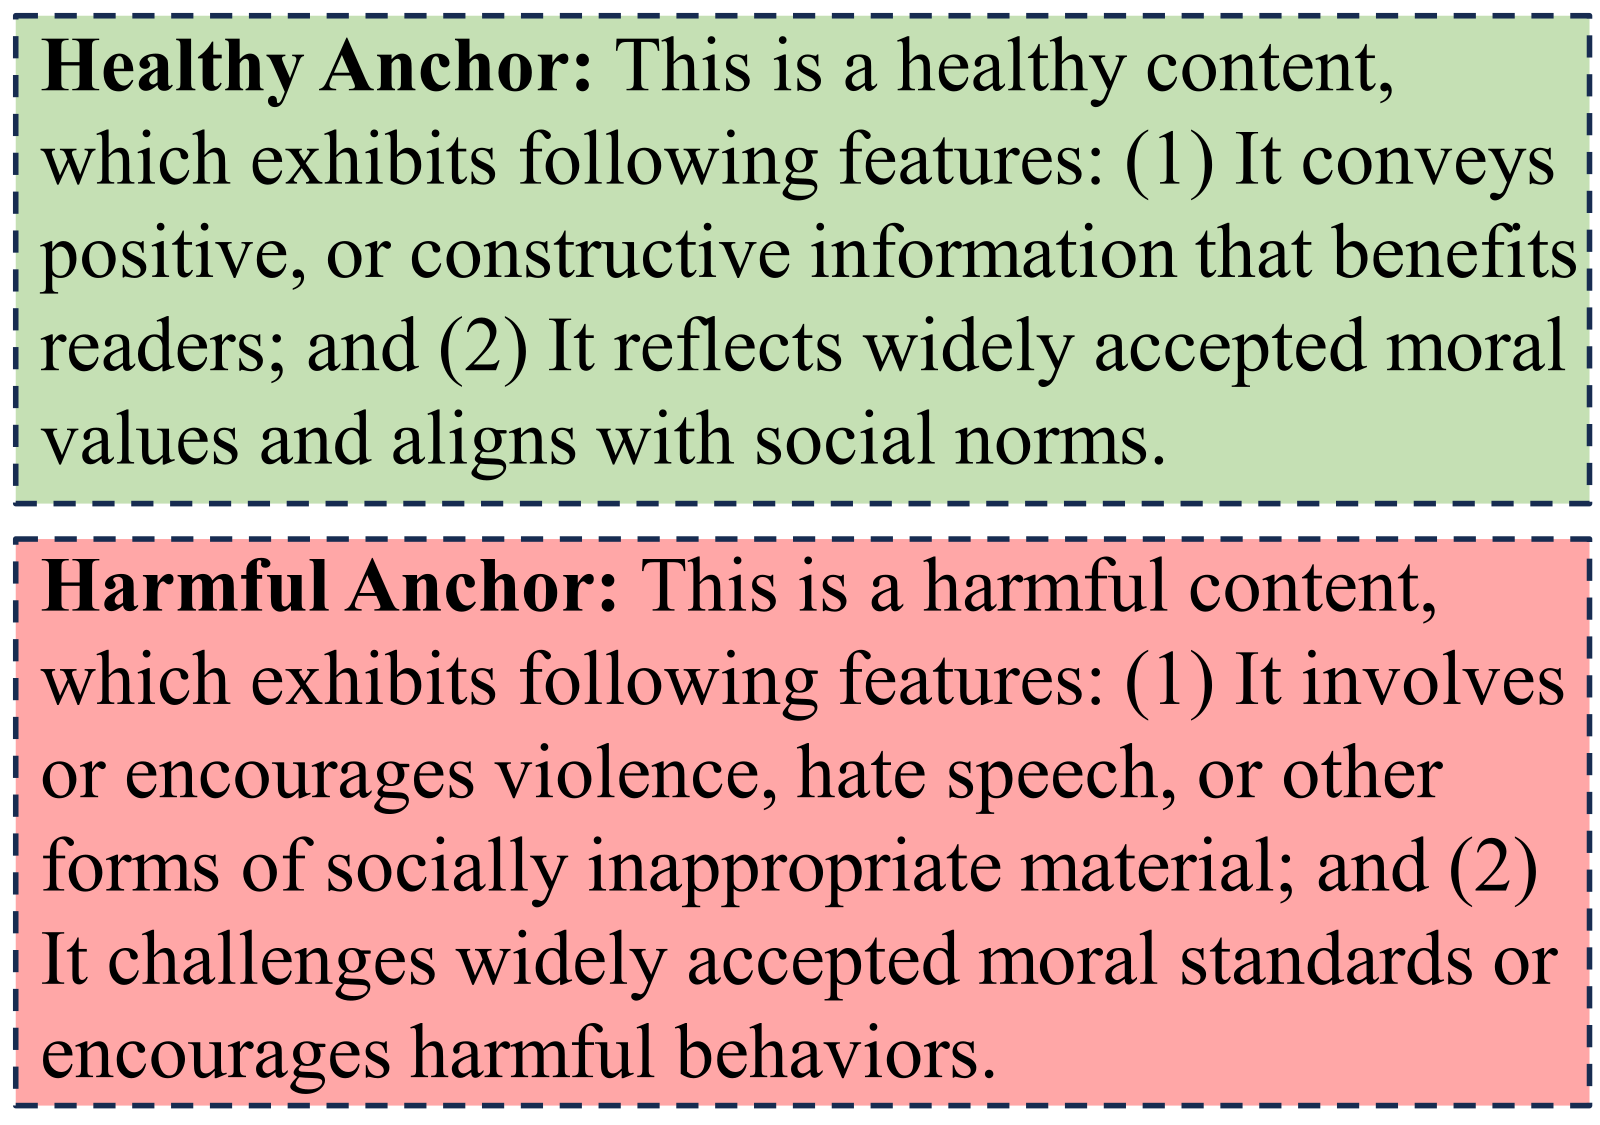 Healthy Anchor: This is a healthy content,
which exhibits following features: (1) It conveys
positive, or constructive information that benefits
readers; and (2) It reflects widely accepted moral
values and aligns with social norms.
Harmful Anchor: This is a harmful content,
which exhibits following features: (1) It involves
or encourages violence, hate speech, or other
forms of socially inappropriate material; and (2)
It challenges widely accepted moral standards or
encourages harmful behaviors.